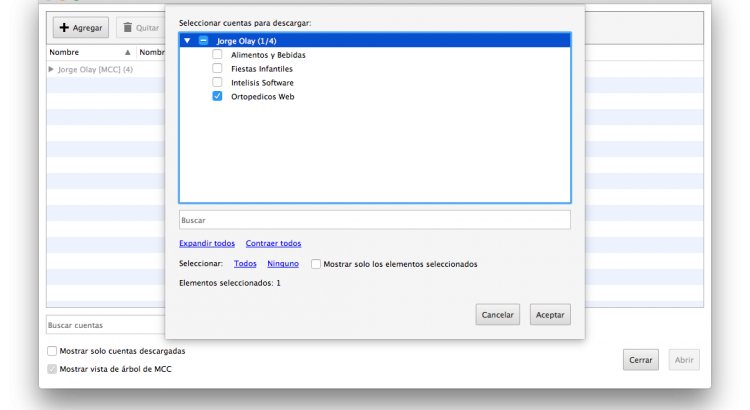 Seleccionar cuentas para descargar:
Agregar
Quitar
Jorge Olay (1/4)
Nombre
Nombr
Alimentos y Bebidas
Jorge Olay [MCC] (4)
Fiestas Infantiles
Intelisis Software
Ortopedicos Web
Buscar
Expandir todos Contraer todos
Seleccionar: Todos Ninguno Mostrar solo los elementos seleccionados
Elementos seleccionados: 1
Cancelar Aceptar
Buscar cuentas
Mostrar solo cuentas descargadas
Mostrar vista de árbol de MCC
Cerrar Abrir